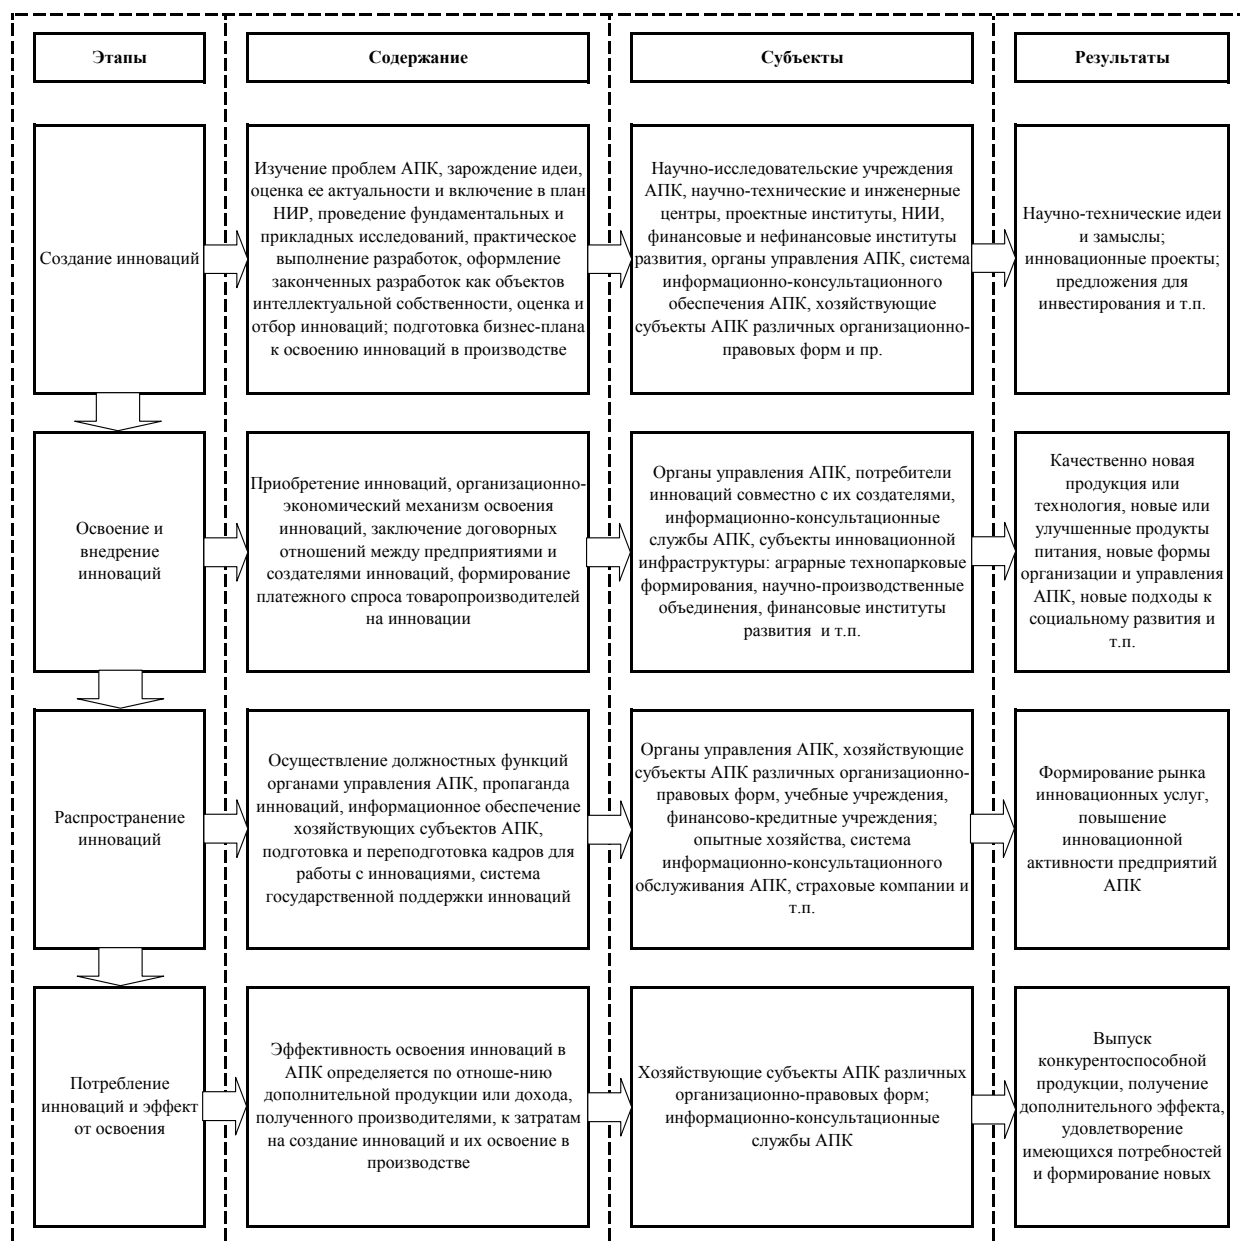 Этапы
Содержание
Субъекты
Результаты
Создание инноваций
Изучение проблем АПК, зарождение идеи,
оценка ее актуальности и включение в план
НИР, проведение фундаментальных и
прикладных исследований, практическое
выполнение разработок, оформление
законченных разработок как объектов
интеллектуальной собственности, оценка и
отбор инноваций; подготовка бизнес-плана
к освоению инноваций в производстве
Научно-исследовательские учреждения
АПК, научно-технические и инженерные
центры, проектные институты, НИИ,
финансовые и нефинансовые институты
развития, органы управления АПК, система
информационно-консультационного
обеспечения АПК, хозяйствующие
субъекты АПК различных организационно-
правовых форм и пр.
Научно-технические идеи
и замыслы;
инновационные проекты;
предложения для
инвестирования и т.п.
Освоение и
внедрение
инноваций
Приобретение инноваций, организационно-
экономический механизм освоения
инноваций, заключение договорных
отношений между предприятиями и
создателями инноваций, формирование
платежного спроса товаропроизводителей
на инновации
Органы управления АПК, потребители
инноваций совместно с их создателями,
информационно-консультационные
службы АПК, субъекты инновационной
инфраструктуры: аграрные технопарковые
формирования, научно-производственные
объединения, финансовые институты
развития и т.п.
Качественно новая
продукция или
технология, новые или
улучшенные продукты
питания, новые формы
организации и управления
АПК, новые подходы к
социальному развития и
т.п.
Распространение
инноваций
Осуществление должностных функций
органами управления АПК, пропаганда
инноваций, информационное обеспечение
хозяйствующих субъектов АПК,
подготовка и переподготовка кадров для
работы с инновациями, система
государственной поддержки инноваций
Органы управления АПК, хозяйствующие
субъекты АПК различных организационно-
правовых форм, учебные учреждения,
финансово-кредитные учреждения;
опытные хозяйства, система
информационно-консультационного
обслуживания АПК, страховые компании и
т.п.
Формирование рынка
инновационных услуг,
повышение
инновационной
активности предприятий
АПК
Потребление
инноваций и эффект
от освоения
Эффективность освоения инноваций в
АПК определяется по отноше-нию
дополнительной продукции или дохода,
полученного производителями, к затратам
на создание инноваций и их освоение в
производстве
Хозяйствующие субъекты АПК различных
организационно-правовых форм;
информационно-консультационные
службы АПК
Выпуск
конкурентоспособной
продукции, получение
дополнительного эффекта,
удовлетворение
имеющихся потребностей
и формирование новых